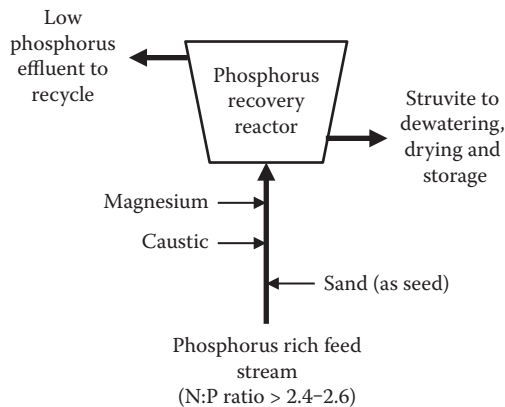 Low
phosphorus
effluent to
recycle
Phosphorus
recovery
reactor
Struvite to
dewatering,
drying and
storage
Magnesium
Caustic
Sand (as seed)
Phosphorus rich feed
stream
(N:P ratio > 2.4–2.6)